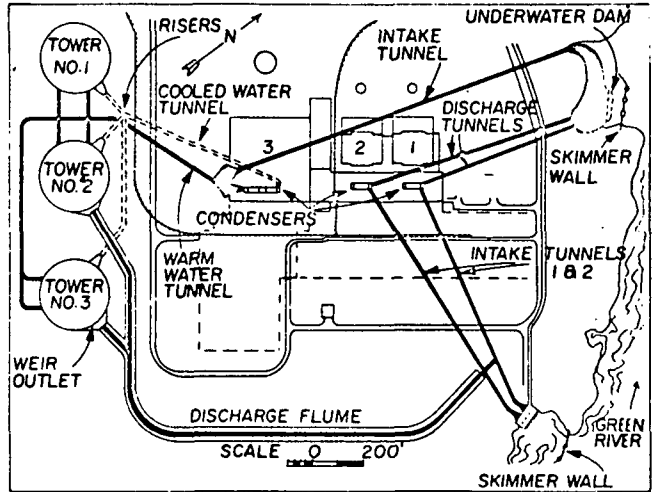 UNDERWATER DAM
RISERS
TOWER
NO.1
N
INTAKE
TUNNEL
COOLED WATER
TUNNEL
DISCHARGE
TUNNELS
3
2
1
SKIMMER
WALL
TOWER
NO.2
CONDENSERS
INTAKE TUNNELS
1 & 2
WARM
WATER
TUNNEL
TOWER
NO.3
WEIR
OUTLET
DISCHARGE FLUME
GREEN
RIVER
SCALE 0 200'
SKIMMER WALL